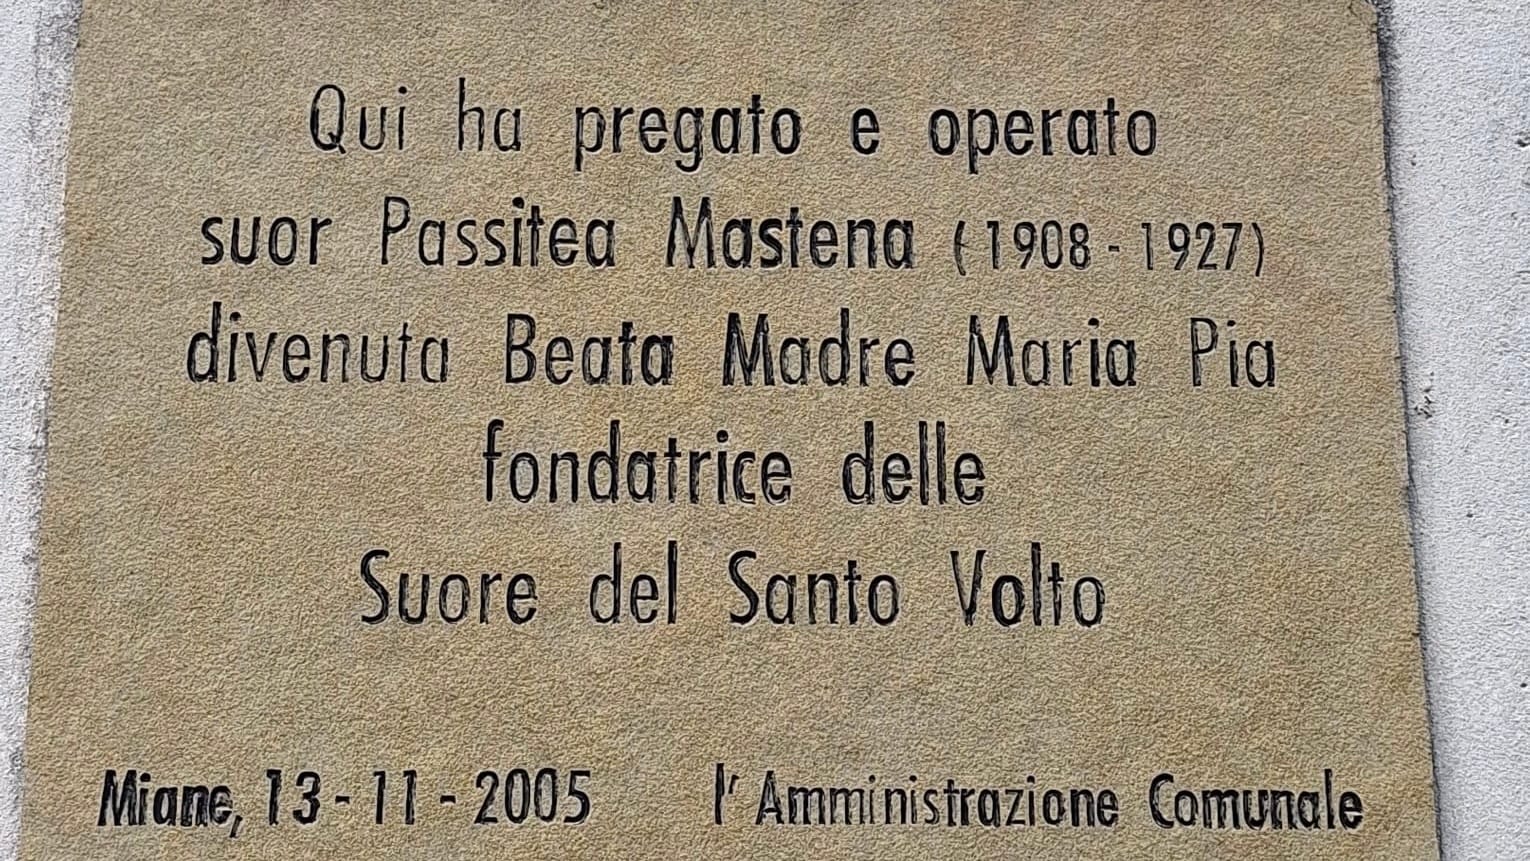 Qui ha pregato e operato
suor Passitea Mastena (1908 - 1927)
divenuta Beata Madre Maria Pia
fondatrice delle
Suore del Santo Volto
Miane, 13 - 11 - 2005 l'Amministrazione Comunale